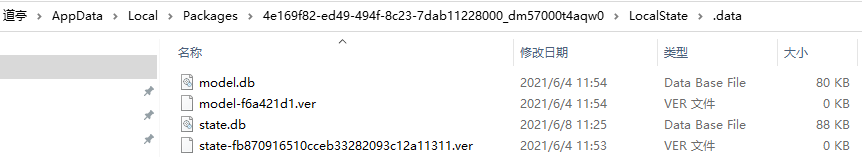 道亭 > AppData > Local > Packages > 4e169f82-ed49-494f-8c23-7dab11228000_dm57000t4aqw0 > LocalState > .data
名称 修改日期 类型 大小
model.db 2021/6/4 11:54 Data Base File 80 KB
model-f6a421d1.ver 2021/6/4 11:54 VER 文件 0 KB
state.db 2021/6/8 11:25 Data Base File 88 KB
state-fb870916510cceb33282093c12a11311.ver 2021/6/4 11:53 VER 文件 0 KB